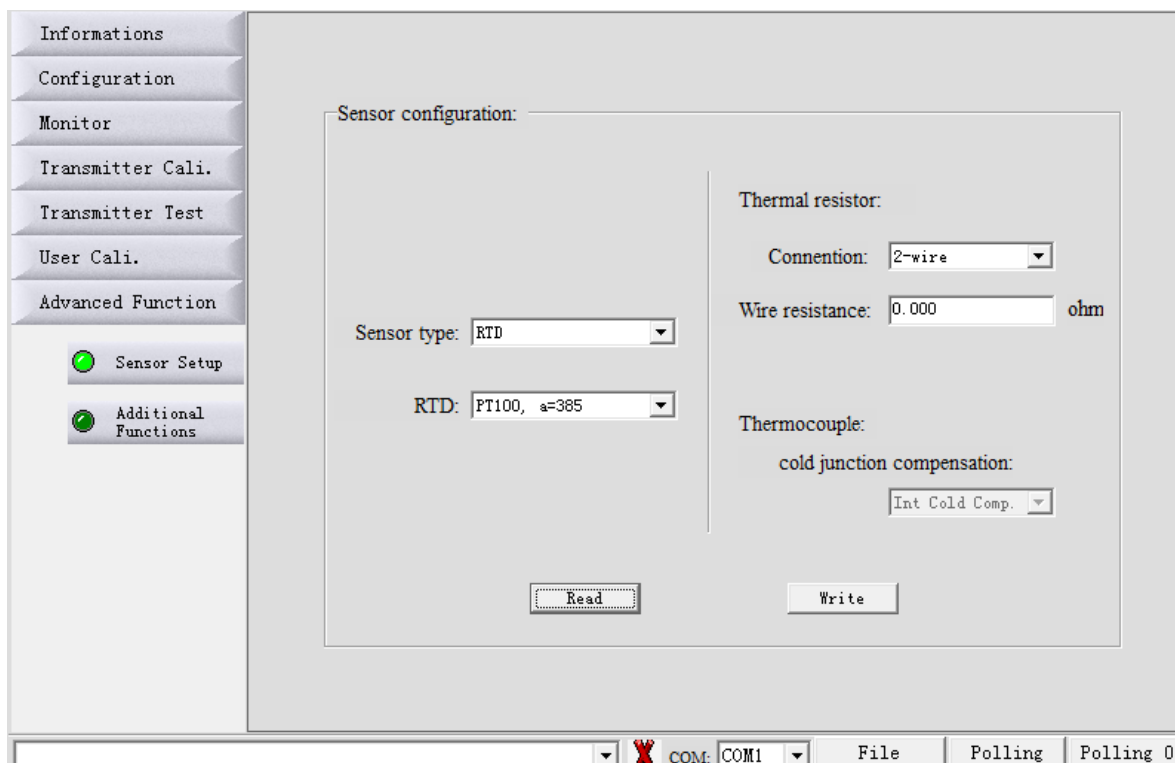 Informations
Configuration
Monitor
Transmitter Cali.
Transmitter Test
User Cali.
Advanced Function
Sensor Setup
Additional
Functions
Sensor configuration:
Sensor type: RTD
RTD: PT100, a=385
Thermal resistor:
Connention: 2-wire
Wire resistance: 0.000 ohm
Thermocouple:
cold junction compensation:
Int Cold Comp.
Read Write
COM: COM1 File Polling Polling 0